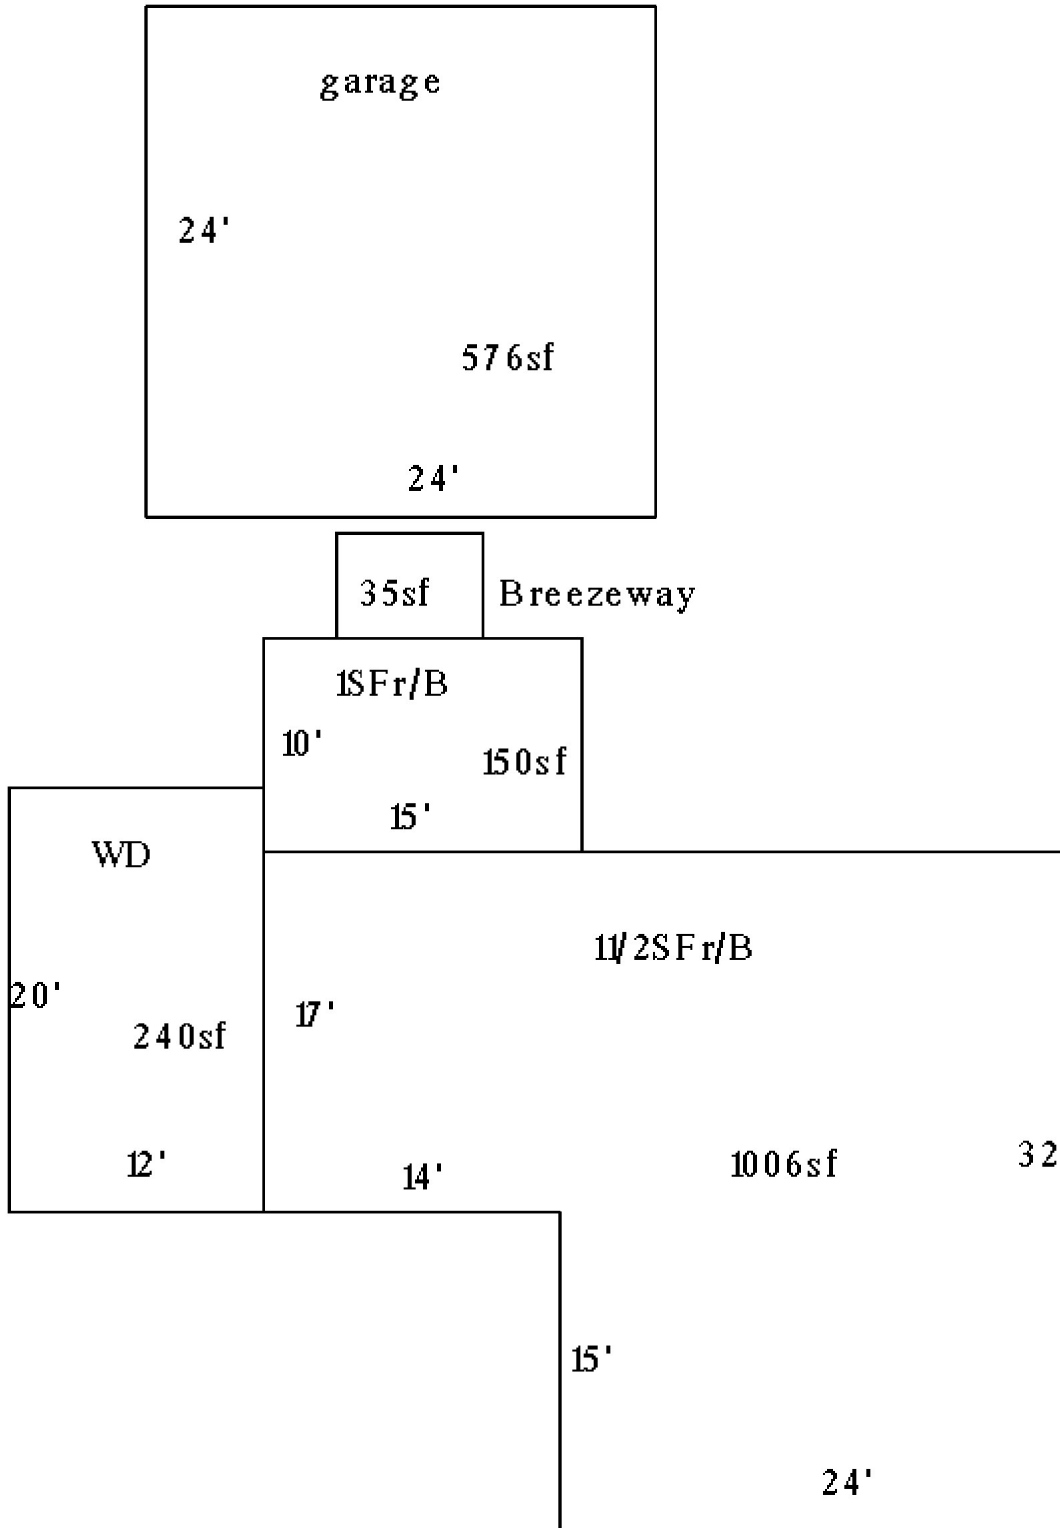 garage
24'
576sf
24'
35sf Breezeway
1SFr/B
10'
150sf
15'
WD
11/2SFr/B
20'
17'
240sf
12'
14'
1006sf
32
15'
24'